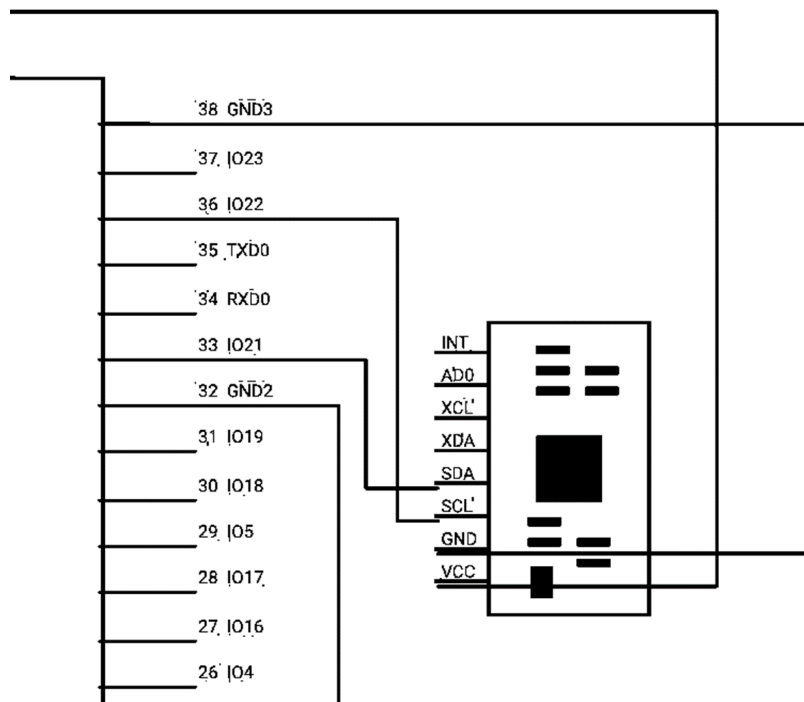 38 GND3
37 IO23
36 IO22
35 TXD0
34 RXD0
33 IO21
32 GND2
31 IO19
30 IO18
29 IO5
28 IO17
27 IO16
26 IO4
INT
AD0
XCL
XDA
SDA
SCL
GND
VCC